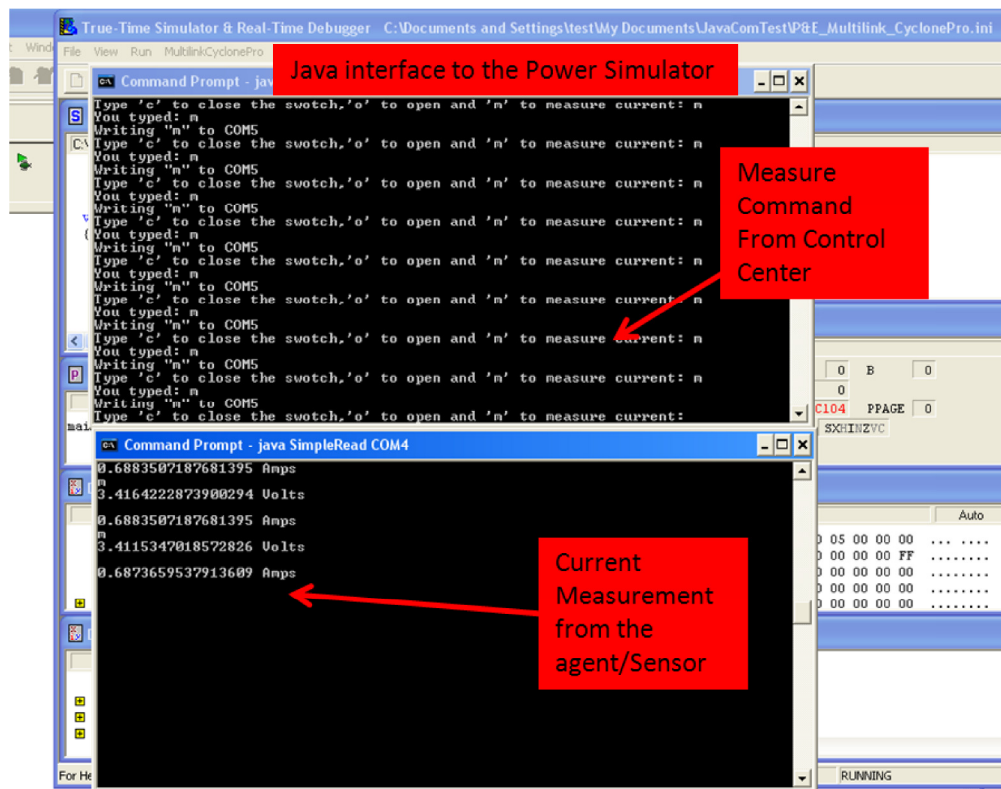 True-Time Simulator & Real-Time Debugger C:\Documents and Settings\test\My Documents\JavaComTest\P&E_Multilink_CyclonePro.ini
Wind
File View Run MultilinkCyclonePro
Java interface to the Power Simulator
Command Prompt - jav
Type 'c' to close the swotch,'o' to open and 'm' to measure current: m
You typed: m
Writing "m" to COM5
Type 'c' to close the swotch,'o' to open and 'm' to measure current: m
You typed: m
Writing "m" to COM5
Type 'c' to close the swotch,'o' to open and 'm' to measure current: m
You typed: m
Writing "m" to COM5
Type 'c' to close the swotch,'o' to open and 'm' to measure current: m
You typed: m
Writing "m" to COM5
Type 'c' to close the swotch,'o' to open and 'm' to measure current: m
You typed: m
Writing "m" to COM5
Type 'c' to close the swotch,'o' to open and 'm' to measure current: m
You typed: m
Writing "m" to COM5
Type 'c' to close the swotch,'o' to open and 'm' to measure current: m
You typed: m
Writing "m" to COM5
Type 'c' to close the swotch,'o' to open and 'm' to measure current: m
You typed: m
Writing "m" to COM5
Type 'c' to close the swotch,'o' to open and 'm' to measure current:
Measure
Command
From Control
Center
0 B 0
0
C104 PPAGE 0
SXHINZVC
mai
Command Prompt - java SimpleRead COM4
0.6883507187681395 Amps
m
3.4164222873900294 Volts
0.6883507187681395 Amps
m
3.4115347018572826 Volts
0.6873659537913609 Amps
Current
Measurement
from the
agent/Sensor
Auto
0 05 00 00 00 ... ....
0 00 00 00 FF ........
0 00 00 00 00 ........
0 00 00 00 00 ........
0 00 00 00 00 ........
For He
RUNNING